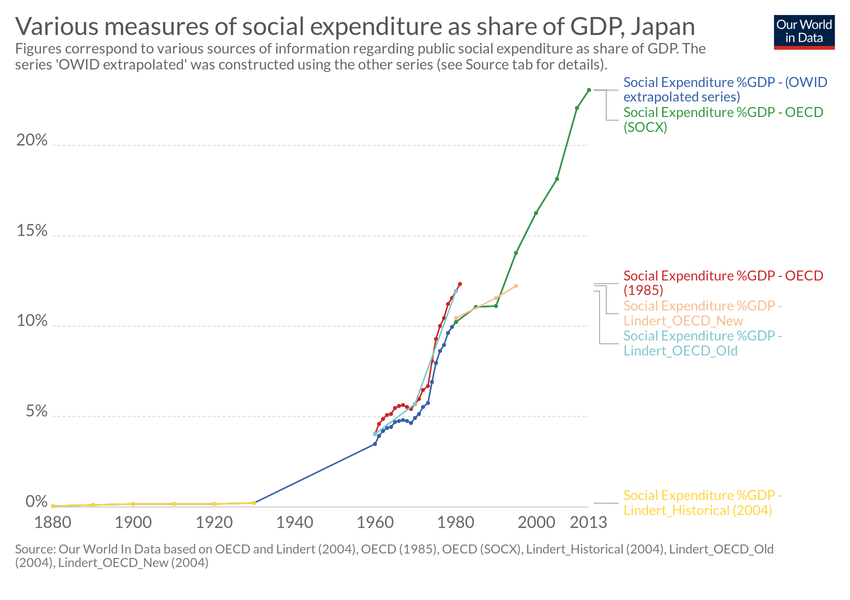 Various measures of social expenditure as share of GDP, Japan
Our World
in Data
Figures correspond to various sources of information regarding public social expenditure as share of GDP. The
series 'OWID extrapolated' was constructed using the other series (see Source tab for details).
Social Expenditure %GDP - (OWID
extrapolated series)
Social Expenditure %GDP - OECD
(SOCX)
20%
15%
Social Expenditure %GDP - OECD
(1985)
Social Expenditure %GDP -
Lindert_OECD_New
10%
Social Expenditure %GDP -
Lindert_OECD_Old
5%
0%
Social Expenditure %GDP -
Lindert_Historical (2004)
1880 1900 1920 1940 1960 1980 2000 2013
Source: Our World In Data based on OECD and Lindert (2004), OECD (1985), OECD (SOCX), Lindert_Historical (2004), Lindert_OECD_Old
(2004), Lindert_OECD_New (2004)